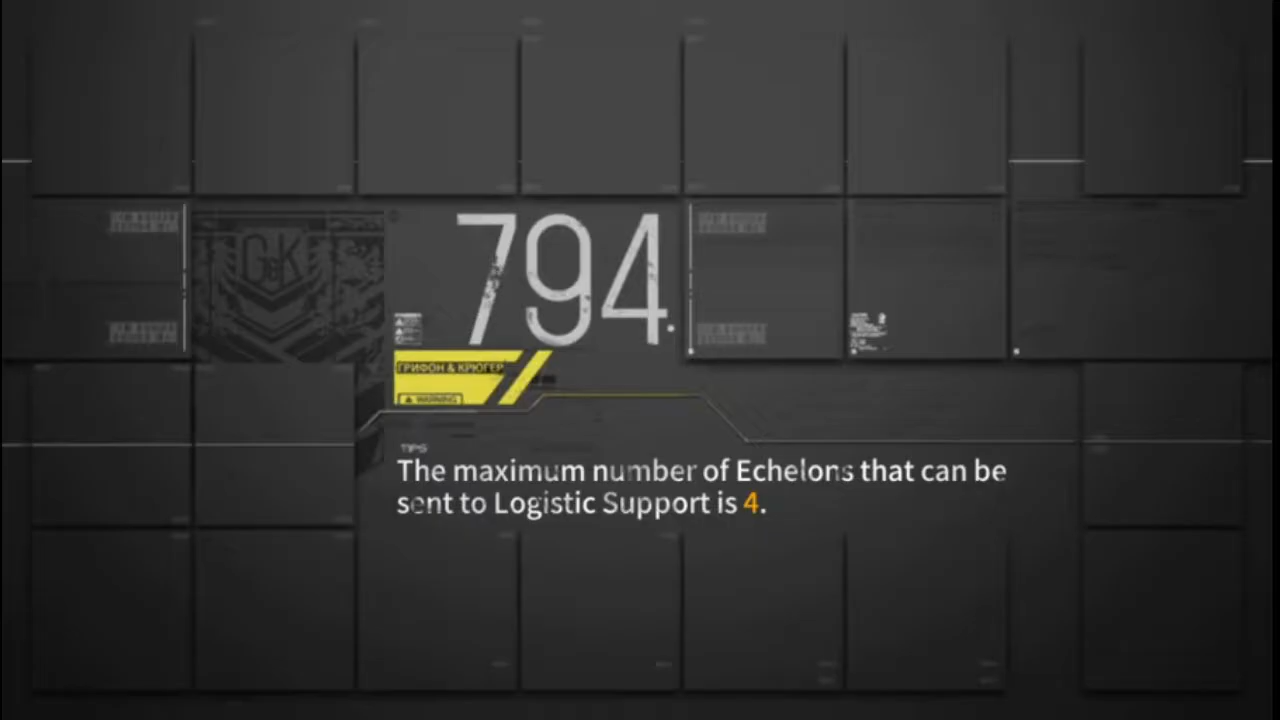 G&K
794.
ГРИФОН & КРЮГЕР
WARNING
TIPS
The maximum number of Echelons that can be
sent to Logistic Support is 4.